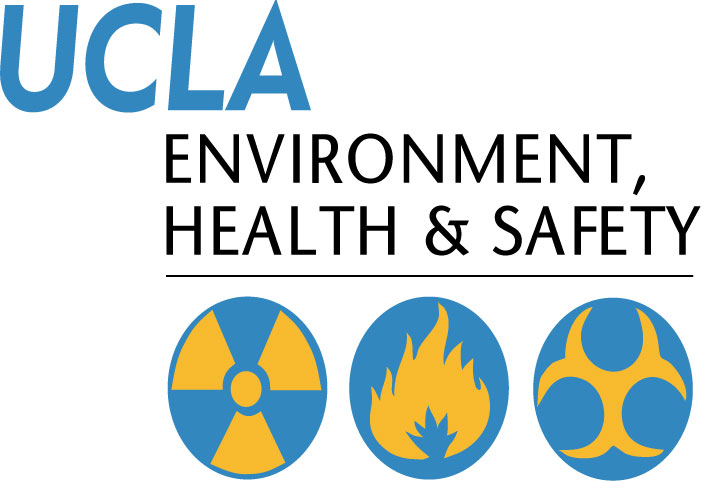 UCLA
ENVIRONMENT,
HEALTH & SAFETY